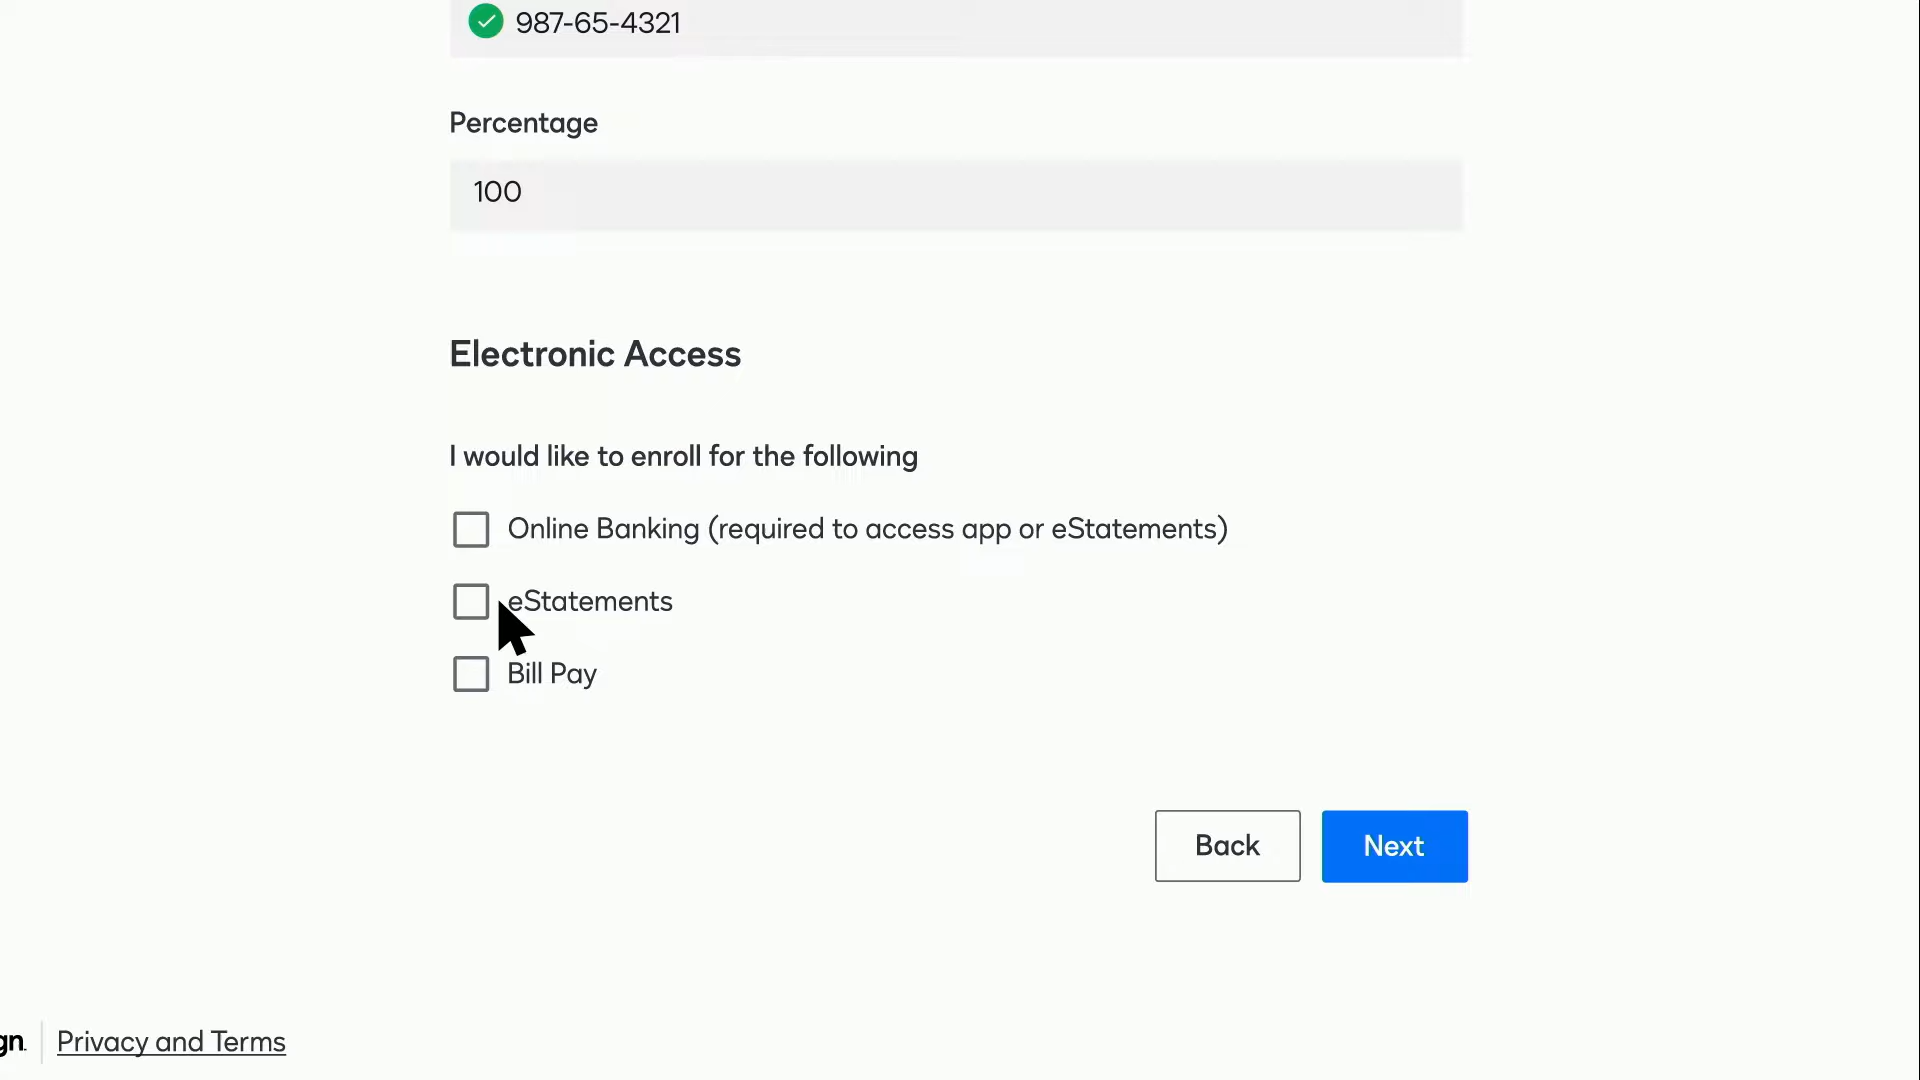 987-65-4321
Percentage
100
Electronic Access
I would like to enroll for the following
Online Banking (required to access app or eStatements)
eStatements
Bill Pay
Back
Next
gn.
Privacy and Terms